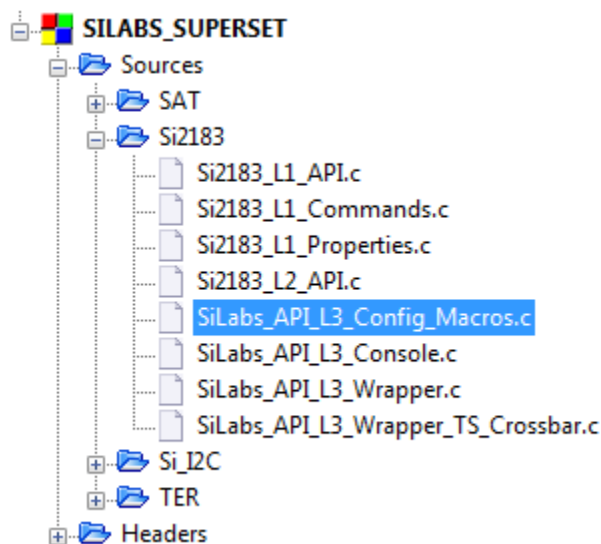 SILABS_SUPERSET
Sources
SAT
Si2183
Si2183_L1_API.c
Si2183_L1_Commands.c
Si2183_L1_Properties.c
Si2183_L2_API.c
SiLabs_API_L3_Config_Macros.c
SiLabs_API_L3_Console.c
SiLabs_API_L3_Wrapper.c
SiLabs_API_L3_Wrapper_TS_Crossbar.c
Si_I2C
TER
Headers